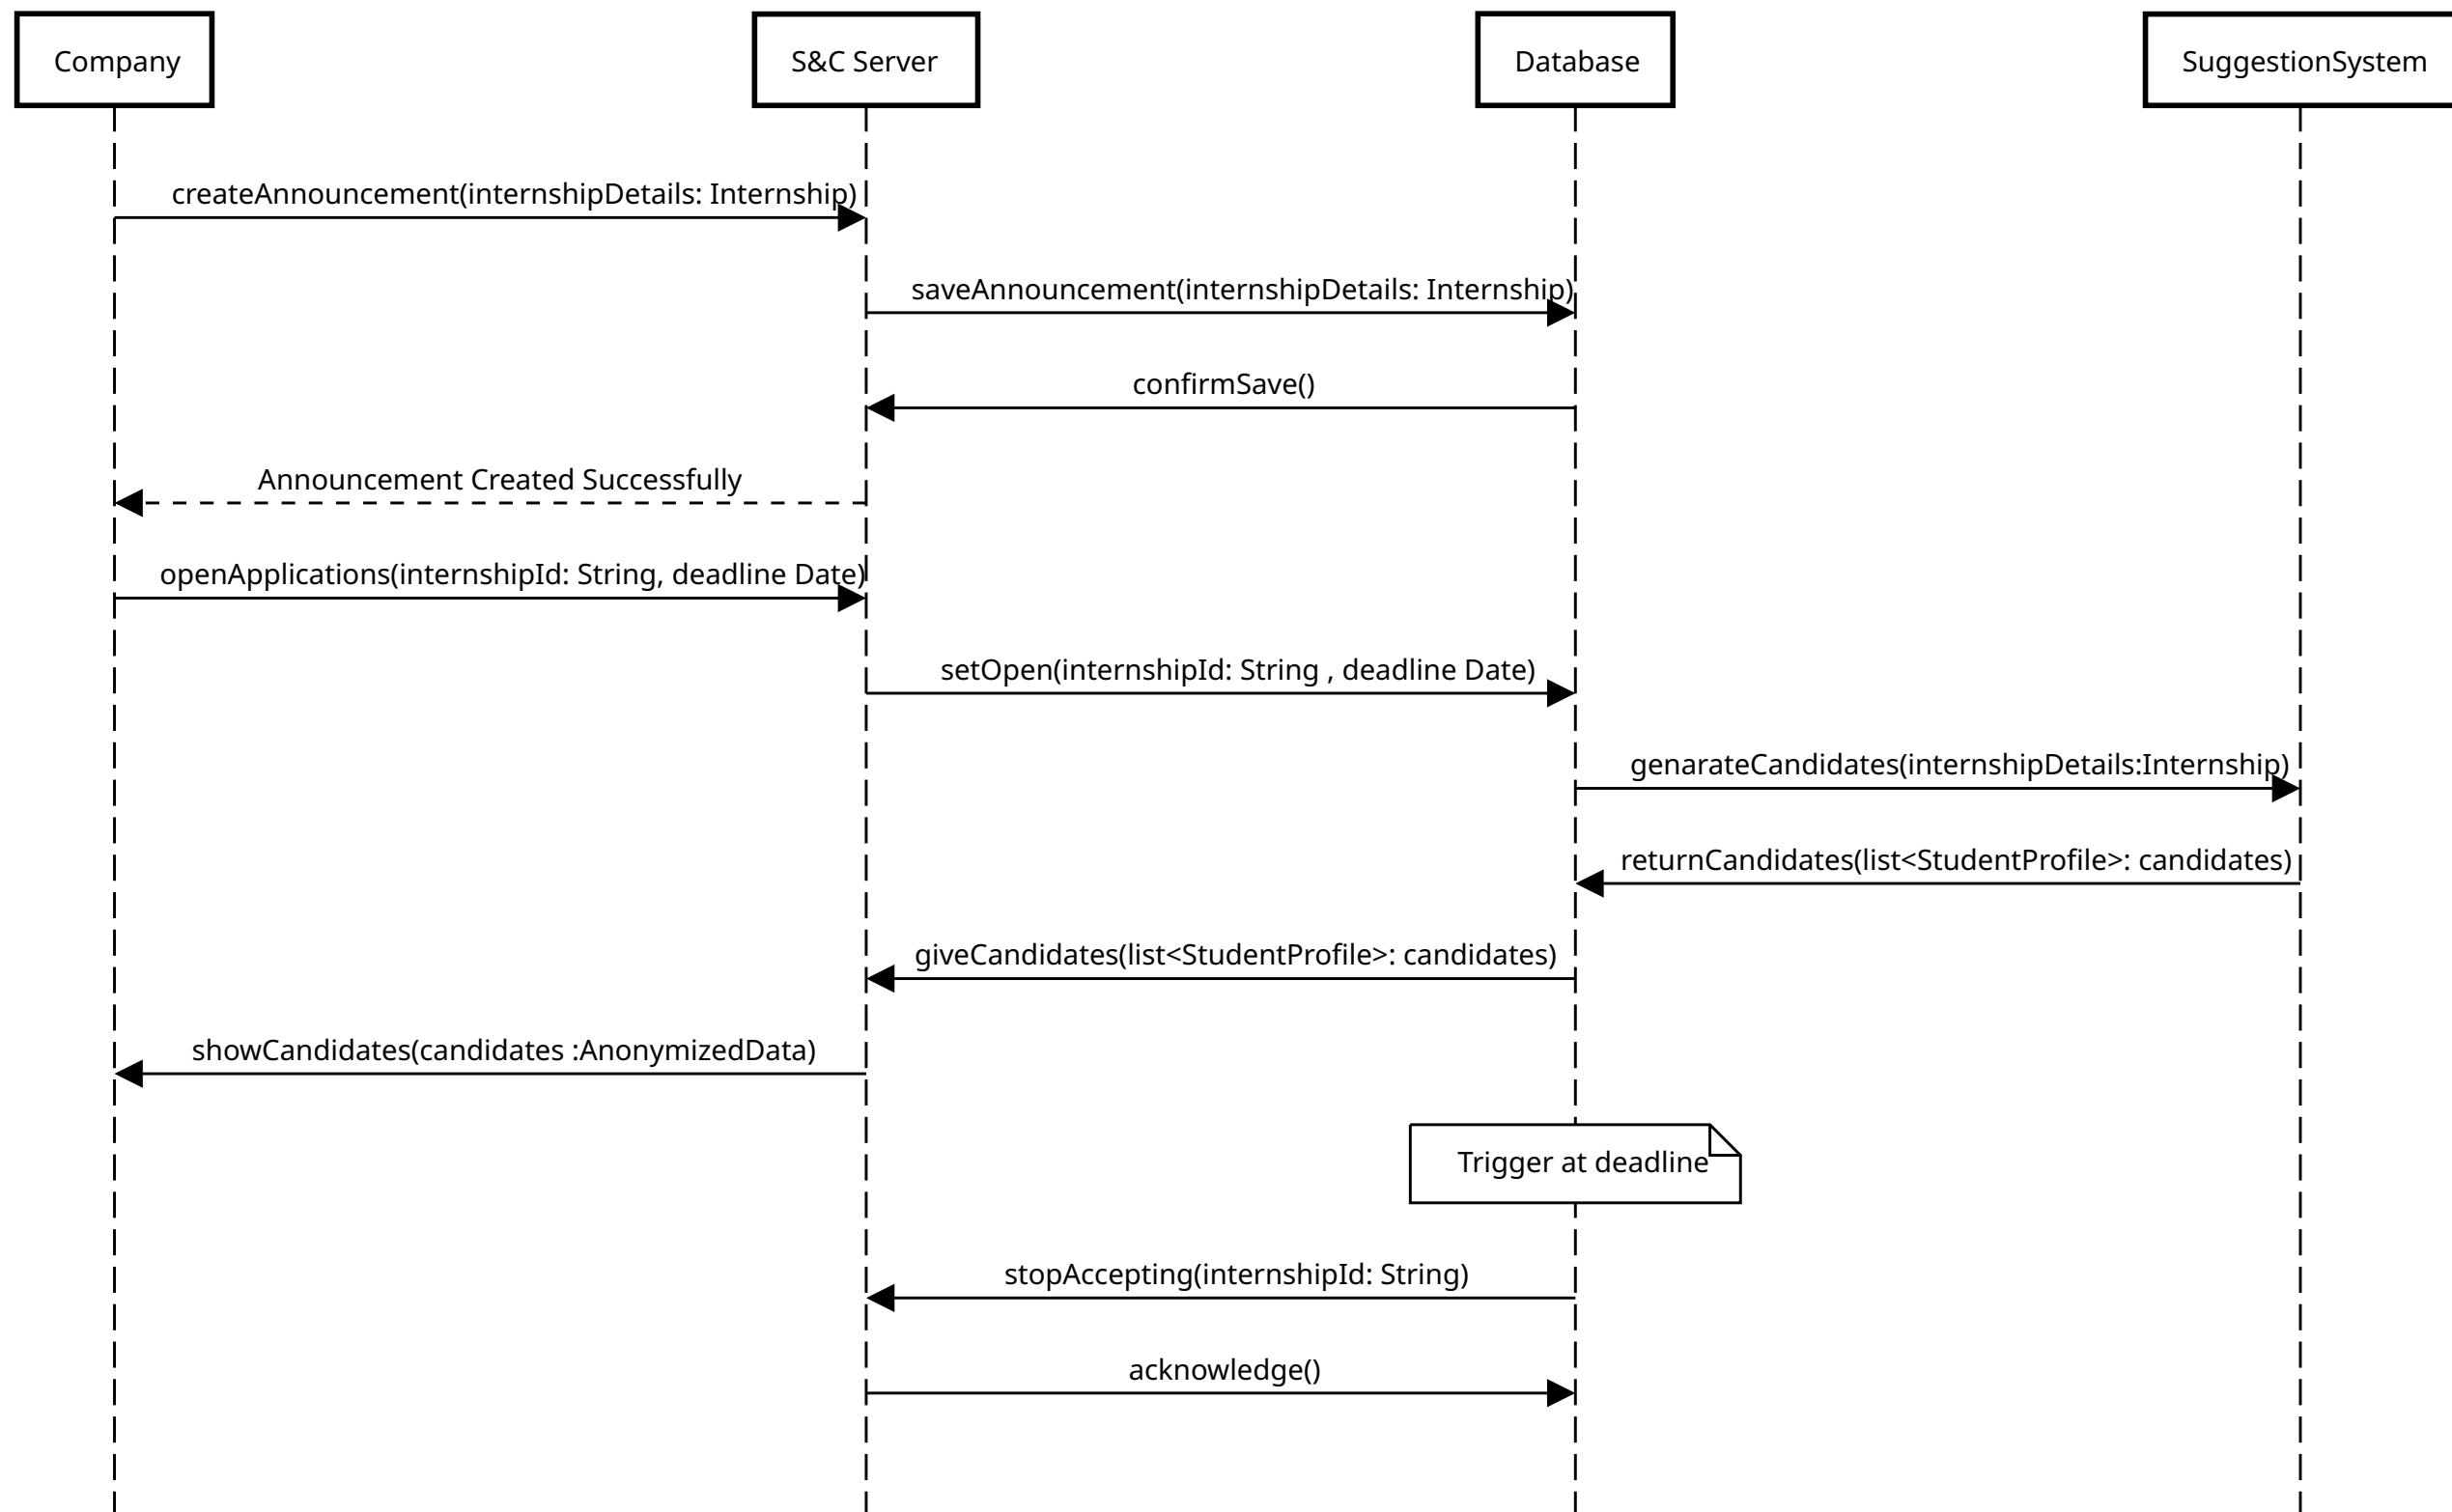 Company
S&C Server
Database
SuggestionSystem
createAnnouncement(internshipDetails: Internship)
saveAnnouncement(internshipDetails: Internship)
confirmSave()
Announcement Created Successfully
openApplications(internshipId: String, deadline Date)
setOpen(internshipId: String , deadline Date)
genarateCandidates(internshipDetails:Internship)
returnCandidates(list<StudentProfile>: candidates)
giveCandidates(list<StudentProfile>: candidates)
showCandidates(candidates :AnonymizedData)
Trigger at deadline
stopAccepting(internshipId: String)
acknowledge()